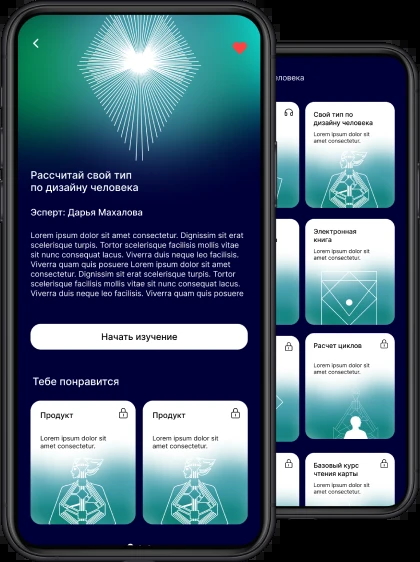 Рассчитай свой тип
по дизайну человека
Эсперт: Дарья Махалова
Lorem ipsum dolor sit amet consectetur. Dignissim sit erat
scelerisque turpis. Tortor scelerisque facilisis mollis vitae
sit nunc consequat lacus. Viverra duis neque leo facilisis.
Viverra quam quis posuere Lorem ipsum dolor sit amet
consectetur. Dignissim sit erat scelerisque turpis. Tortor
scelerisque facilisis mollis vitae sit nunc consequat lacus.
Viverra duis neque leo facilisis. Viverra quam quis posuere
Начать изучение
Тебе понравится
Продукт
Lorem ipsum dolor sit
amet consectetur.
Продукт
Lorem ipsum dolor sit
amet consectetur.
Свой тип по
дизайну человека
Lorem ipsum dolor sit
amet consectetur.
Электронная
книга
Lorem ipsum dolor sit
amet consectetur.
Расчет циклов
Lorem ipsum dolor sit
amet consectetur.
Базовый курс
чтения карты
Lorem ipsum dolor sit
amet consectetur.